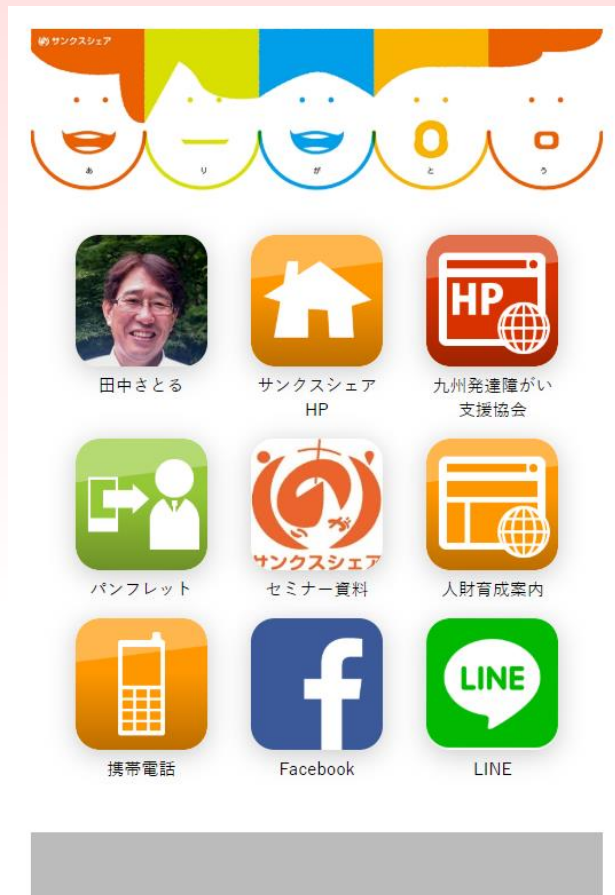 サンクスシェア
あ り が と う
HP
田中さとる
サンクスシェア
HP
九州発達障がい
支援協会
サンクスシェア
パンフレット
セミナー資料
人財育成案内
LINE
携帯電話
Facebook
LINE